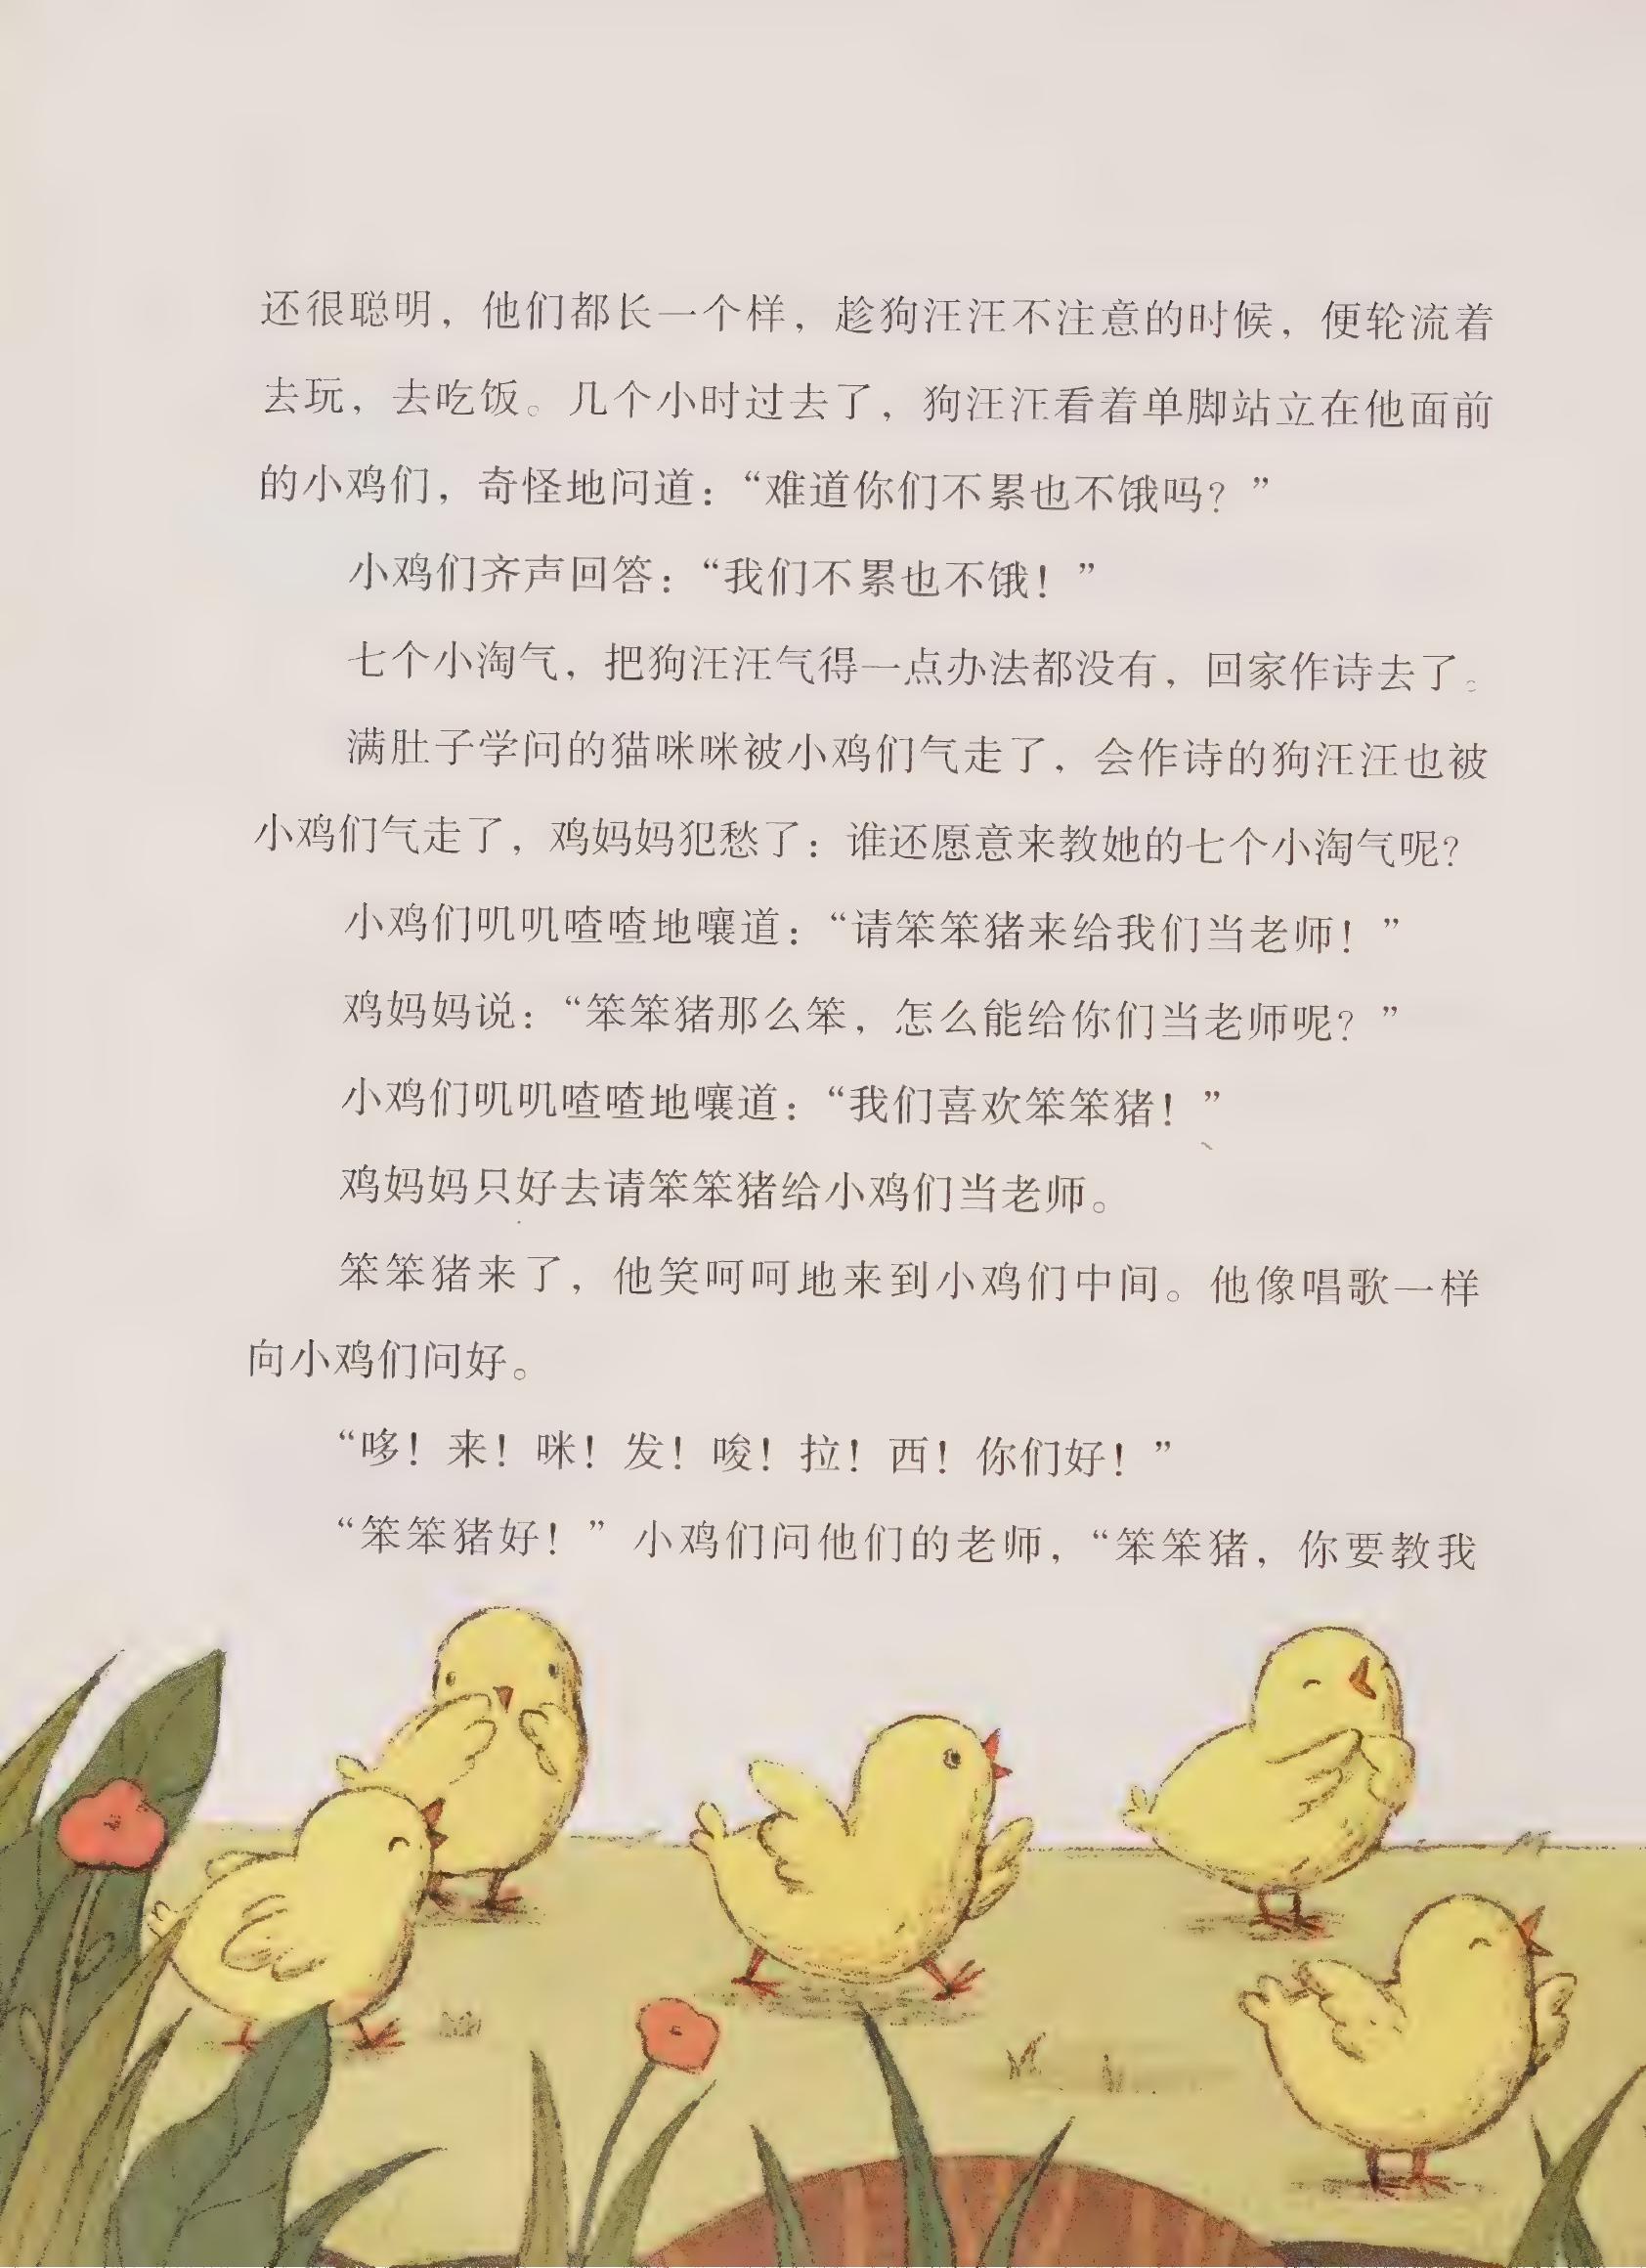 还很聪明，他们都长一个样，趁狗汪汪不注意的时候，便轮流着
去玩，去吃饭。几个小时过去了，狗汪汪看着单脚站立在他面前
的小鸡们，奇怪地问道：“难道你们不累也不饿吗？”
小鸡们齐声回答：“我们不累也不饿！”
七个小淘气，把狗汪汪气得一点办法都没有，回家作诗去了。
满肚子学问的猫咪咪被小鸡们气走了，会作诗的狗汪汪也被
小鸡们气走了，鸡妈妈犯愁了：谁还愿意来教她的七个小淘气呢？
小鸡们叽叽喳喳地嚷道：“请笨笨猪来给我们当老师！”
鸡妈妈说：“笨笨猪那么笨，怎么能给你们当老师呢？”
小鸡们叽叽喳喳地嚷道：“我们喜欢笨笨猪！”
鸡妈妈只好去请笨笨猪给小鸡们当老师。
笨笨猪来了，他笑呵呵地来到小鸡们中间。他像唱歌一样
向小鸡们问好。
“哆！来！咪！发！唆！拉！西！你们好！”
“笨笨猪好！”小鸡们问他们的老师，“笨笨猪，你要教我